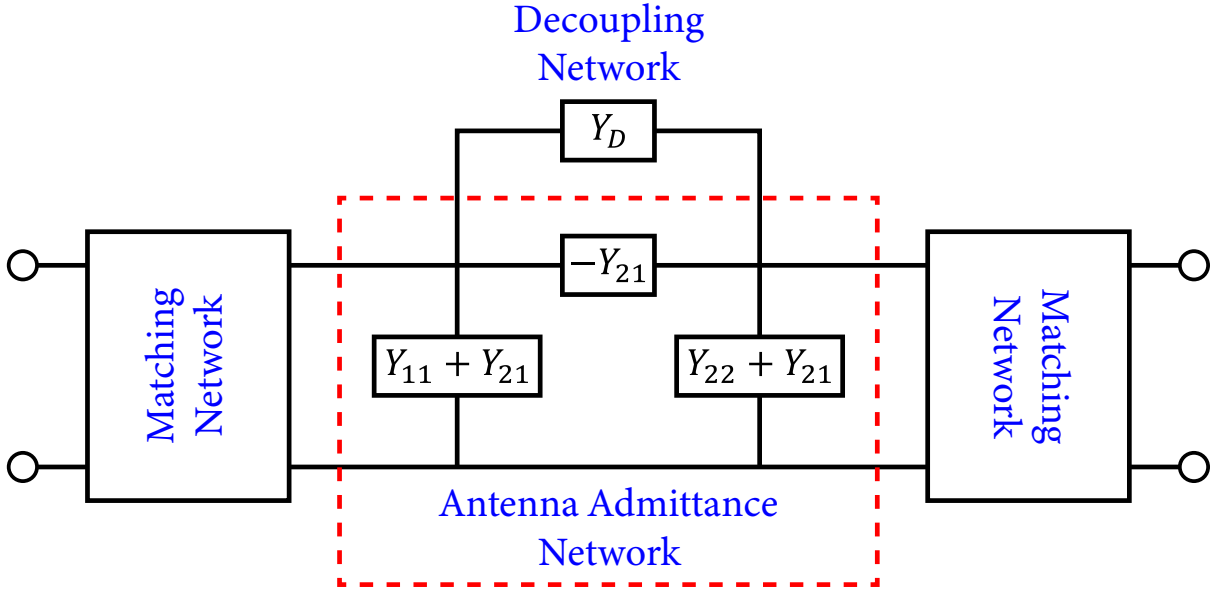 Decoupling
Network
Y_D
−Y_21
Y_11 + Y_21
Y_22 + Y_21
Matching
Network
Matching
Network
Antenna Admittance
Network